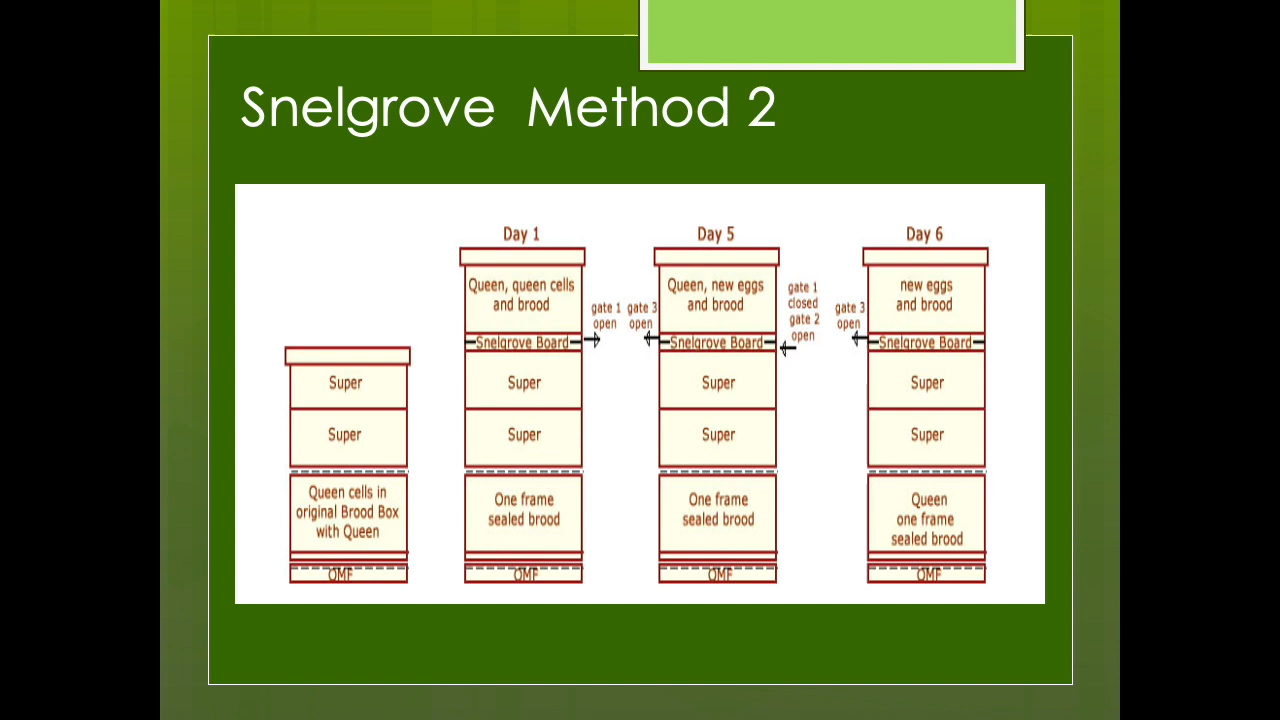 Snelgrove  Method 2
Super
Super
Queen cells in
original Brood Box
with Queen
OMF
Day 1
Queen, queen cells
and brood
gate 1
open
Snelgrove Board
Super
Super
One frame
sealed brood
OMF
Day 5
gate 3
open
Queen, new eggs
and brood
gate 1
closed
gate 2
open
Snelgrove Board
Super
Super
One frame
sealed brood
OMF
Day 6
gate 3
open
new eggs
and brood
Snelgrove Board
Super
Super
Queen
one frame
sealed brood
OMF